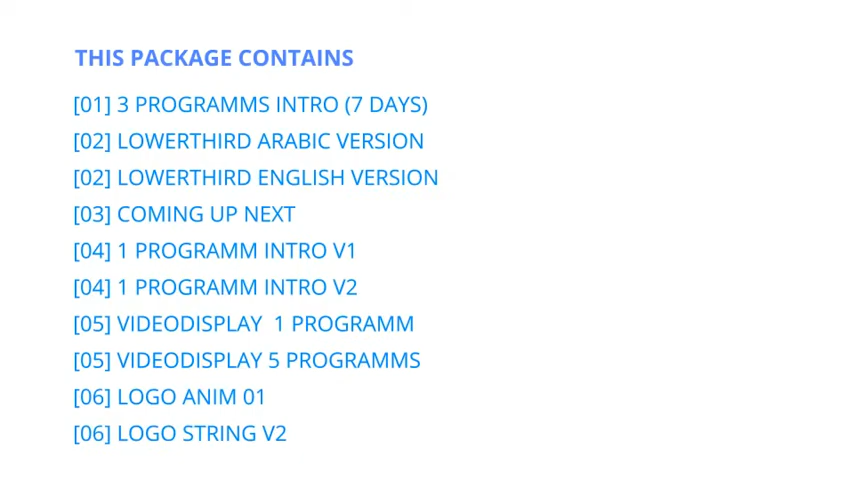 THIS PACKAGE CONTAINS
[01] 3 PROGRAMMS INTRO (7 DAYS)
[02] LOWERTHIRD ARABIC VERSION
[02] LOWERTHIRD ENGLISH VERSION
[03] COMING UP NEXT
[04] 1 PROGRAMM INTRO V1
[04] 1 PROGRAMM INTRO V2
[05] VIDEODISPLAY  1 PROGRAMM
[05] VIDEODISPLAY 5 PROGRAMMS
[06] LOGO ANIM 01
[06] LOGO STRING V2